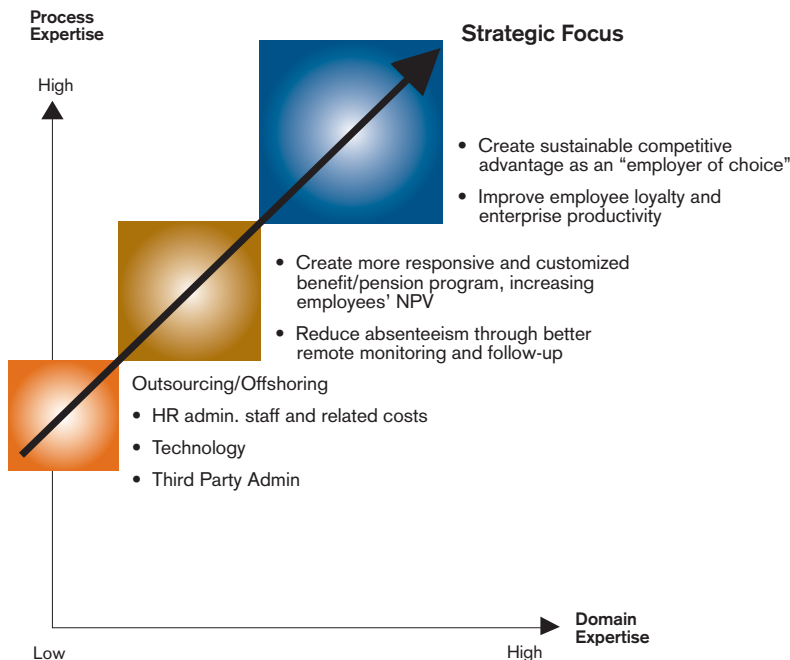 Process
Expertise
Strategic Focus
High
• Create sustainable competitive
advantage as an “employer of choice”
• Improve employee loyalty and
enterprise productivity
• Create more responsive and customized
benefit/pension program, increasing
employees’ NPV
• Reduce absenteeism through better
remote monitoring and follow-up
Outsourcing/Offshoring
• HR admin. staff and related costs
• Technology
• Third Party Admin
Domain
Expertise
Low
High